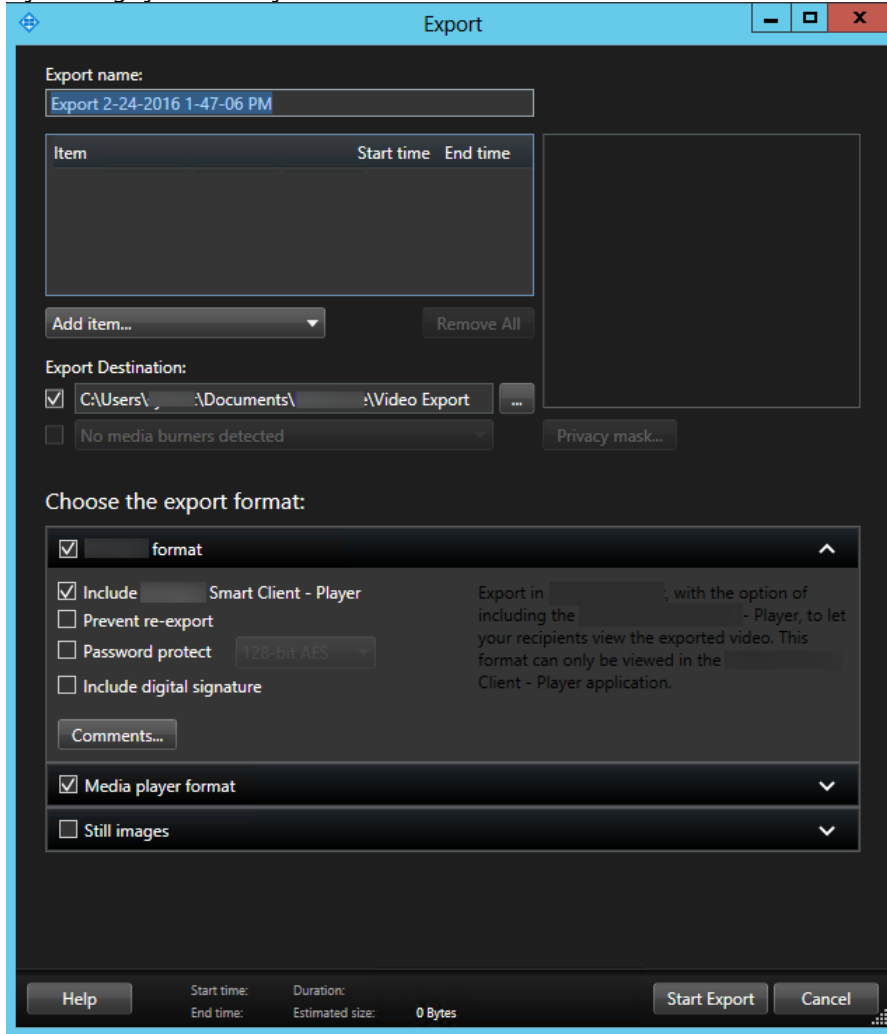 Export
Export name:
Export 2-24-2016 1-47-06 PM
Item Start time End time
Add item... Remove All
Export Destination:
C:\Users\ \Documents\ \Video Export ...
No media burners detected
Privacy mask...
Choose the export format:
format
Include Smart Client - Player
Prevent re-export
Password protect 128-bit AES
Include digital signature
Export in , with the option of
including the - Player, to let
your recipients view the exported video. This
format can only be viewed in the
Client - Player application.
Comments...
Media player format
Still images
Help
Start time: Duration:
End time: Estimated size: 0 Bytes
Start Export Cancel